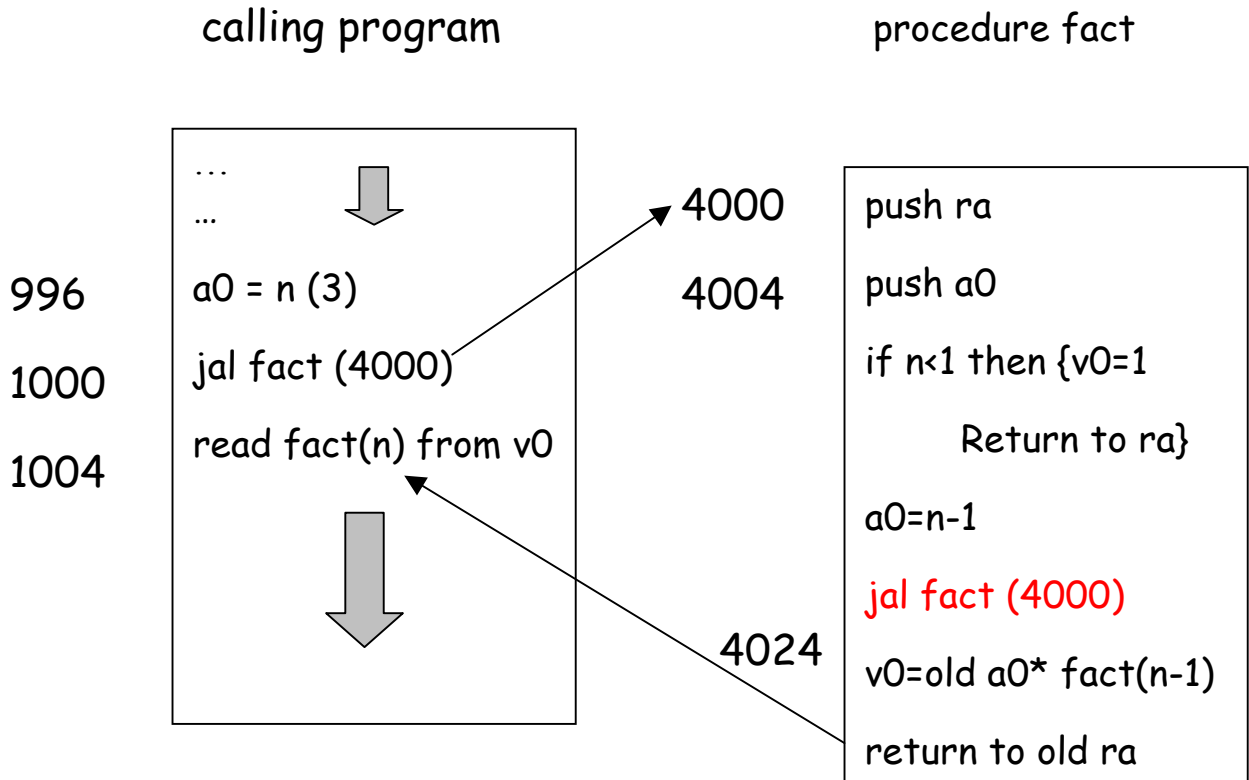 calling program
procedure fact
...
...
996
a0 = n (3)
1000
jal fact (4000)
1004
read fact(n) from v0
4000
push ra
4004
push a0
if n<1 then {v0=1
Return to ra}
a0=n-1
jal fact (4000)
4024
v0=old a0* fact(n-1)
return to old ra